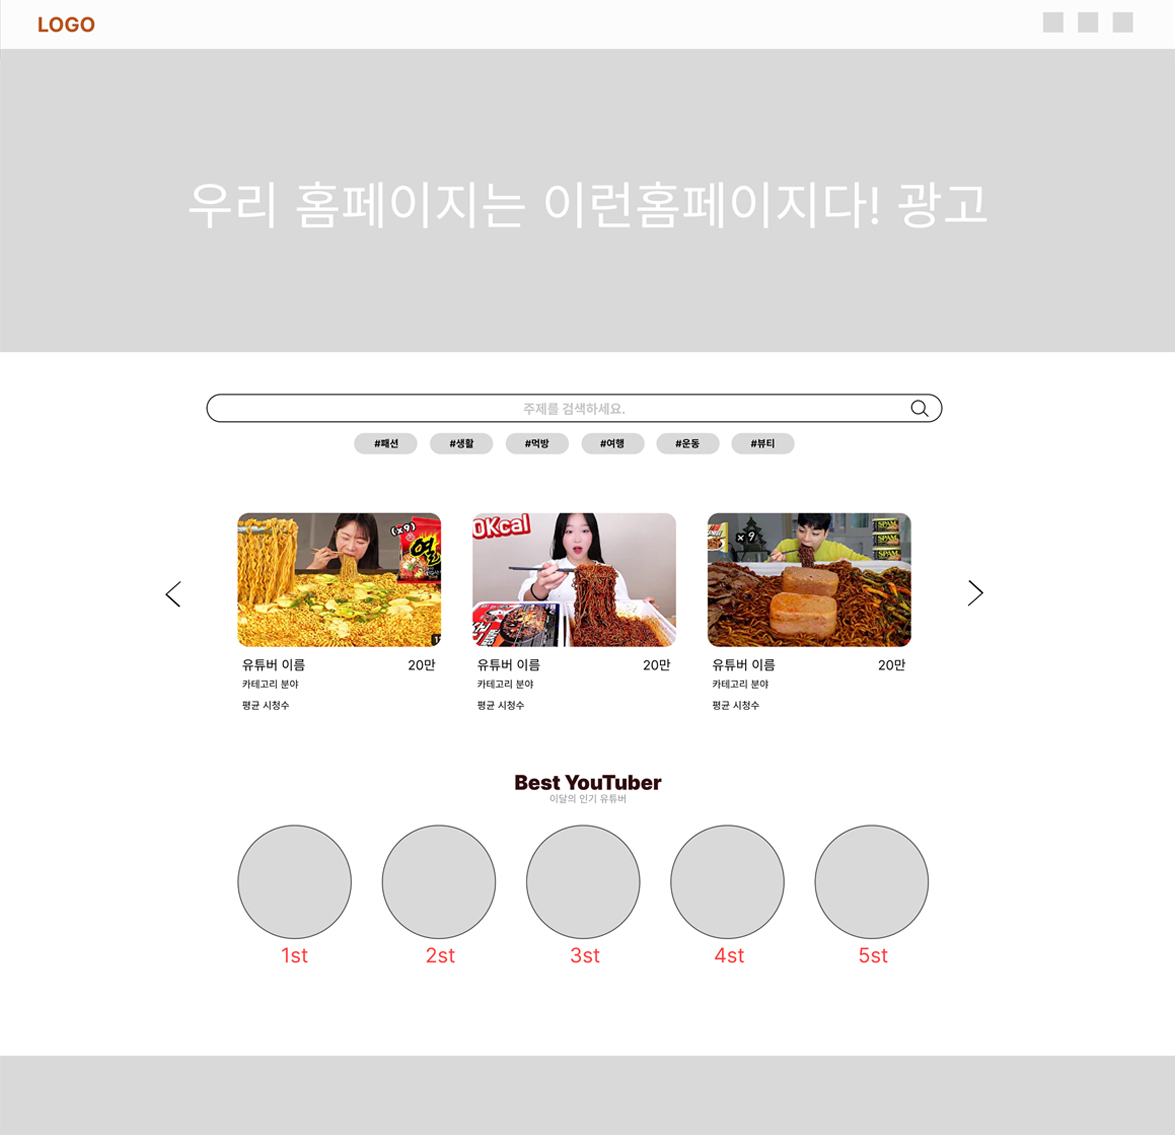 LOGO
우리 홈페이지는 이런홈페이지다! 광고
주제를 검색하세요.
#패션 #생활 #먹방 #여행 #운동 #뷰티
(x9)
열
0Kcal
x 9
SPAM
SPAM
SPAM
유튜버 이름 20만 유튜버 이름 20만 유튜버 이름 20만
카테고리 분야 카테고리 분야 카테고리 분야
평균 시청수 평균 시청수 평균 시청수
Best YouTuber
이달의 인기 유튜버
1st 2st 3st 4st 5st